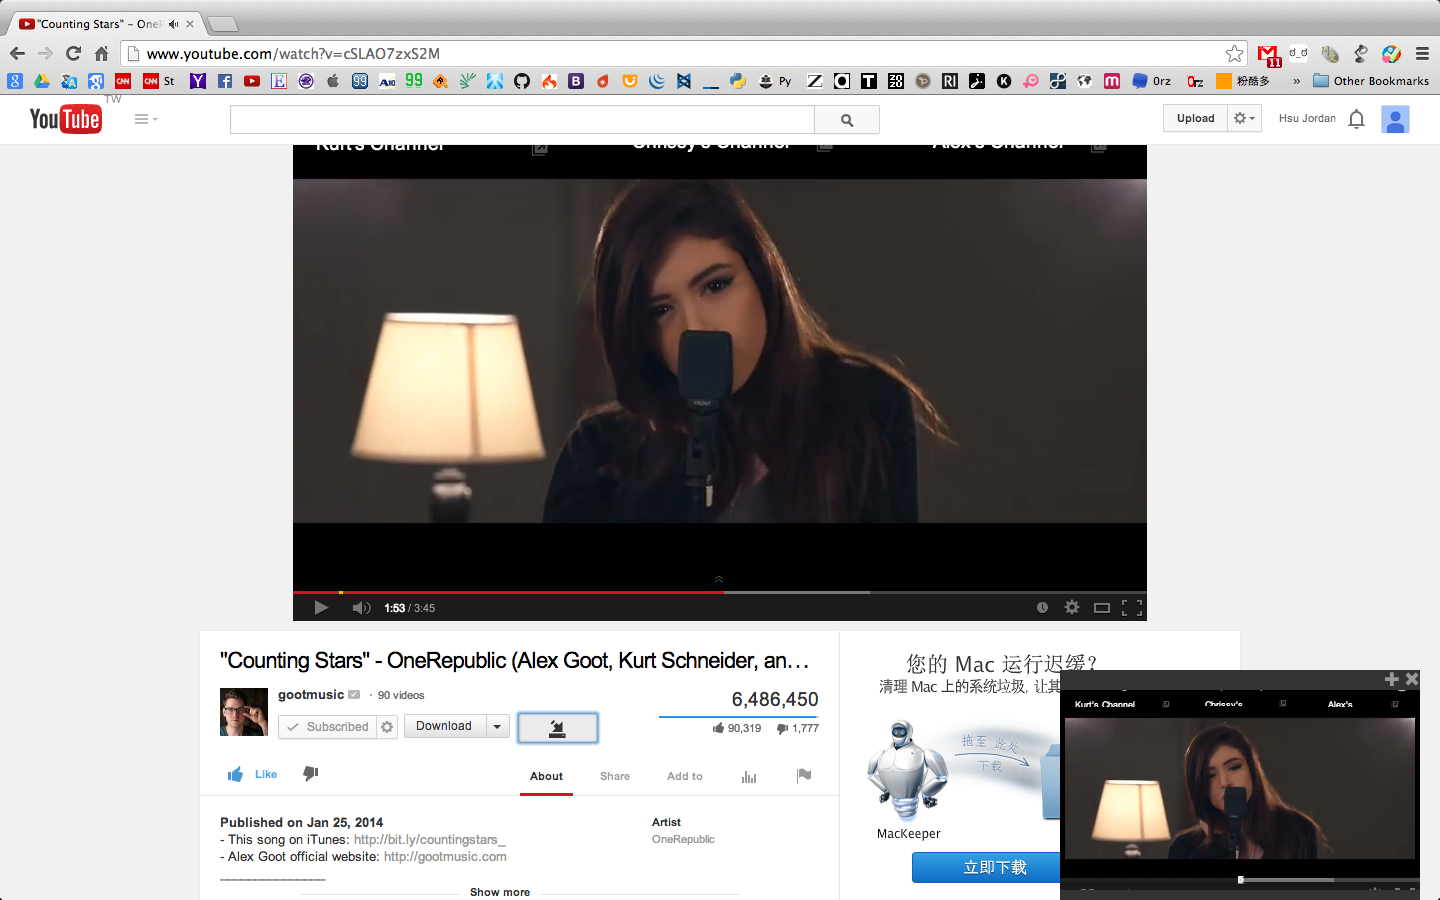 "Counting Stars" - OneR
www.youtube.com/watch?v=cSLAO7zxS2M
11
CNN
CNN St
Py
Orz
粉酷多
»
Other Bookmarks
YouTube TW
Upload
Hsu Jordan
Kurt's Channel
Chrissy's Channel
Alex's Channel
FRONT
1:53 / 3:45
"Counting Stars" - OneRepublic (Alex Goot, Kurt Schneider, an...
gootmusic · 90 videos
6,486,450
Subscribed
Download
90,319
1,777
Like
About
Share
Add to
Published on Jan 25, 2014
- This song on iTunes: http://bit.ly/countingstars_
- Alex Goot official website: http://gootmusic.com
Artist
OneRepublic
Show more
您的 Mac 运行迟缓?
清理 Mac 上的系统垃圾, 让其
拖至 此处
下载
MacKeeper
立即下载
Kurt's Channel
Chrissy's
Alex's